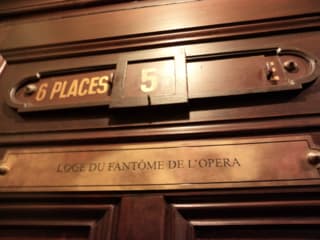 6 PLACES 5
LOGE DU FANTÔME DE L'OPERA